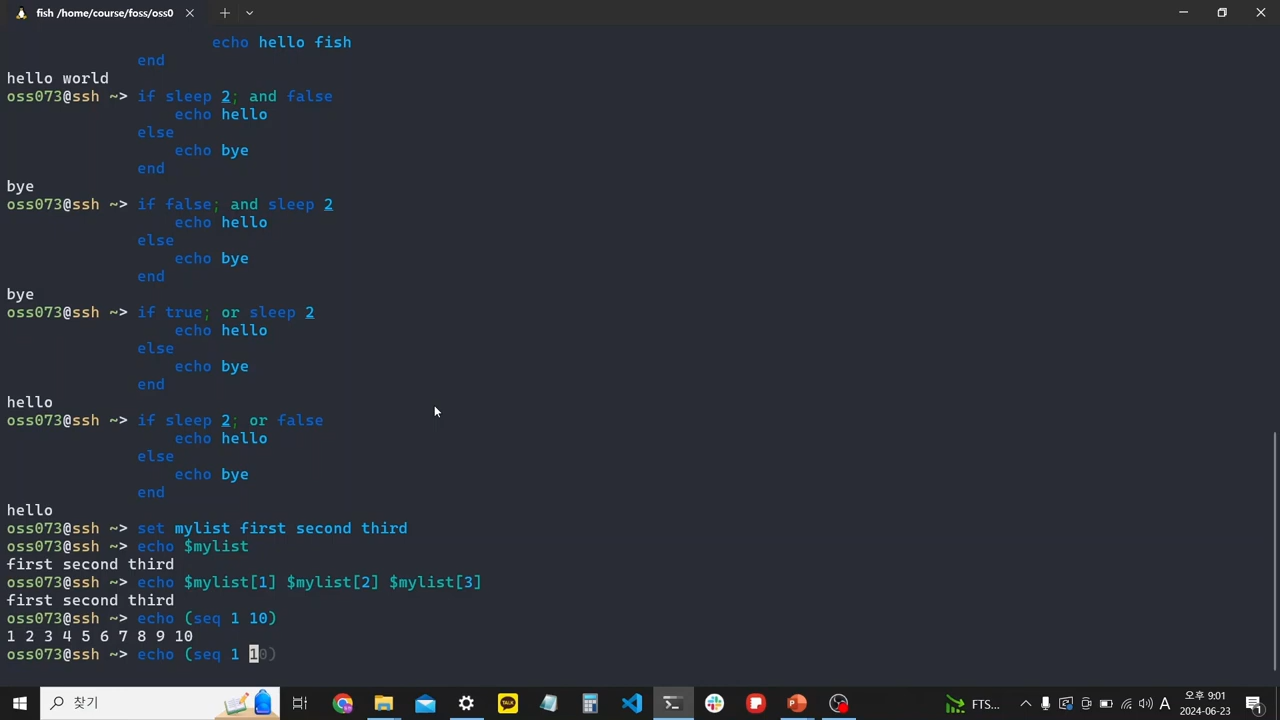 fish /home/course/foss/oss0
echo hello fish
end
hello world
oss073@ssh ~> if sleep 2; and false
echo hello
else
echo bye
end
bye
oss073@ssh ~> if false; and sleep 2
echo hello
else
echo bye
end
bye
oss073@ssh ~> if true; or sleep 2
echo hello
else
echo bye
end
hello
oss073@ssh ~> if sleep 2; or false
echo hello
else
echo bye
end
hello
oss073@ssh ~> set mylist first second third
oss073@ssh ~> echo $mylist
first second third
oss073@ssh ~> echo $mylist[1] $mylist[2] $mylist[3]
first second third
oss073@ssh ~> echo (seq 1 10)
1 2 3 4 5 6 7 8 9 10
oss073@ssh ~> echo (seq 1 10)
찾기
TALK
FTS...
A
오후 9:01
2024-06-23
1